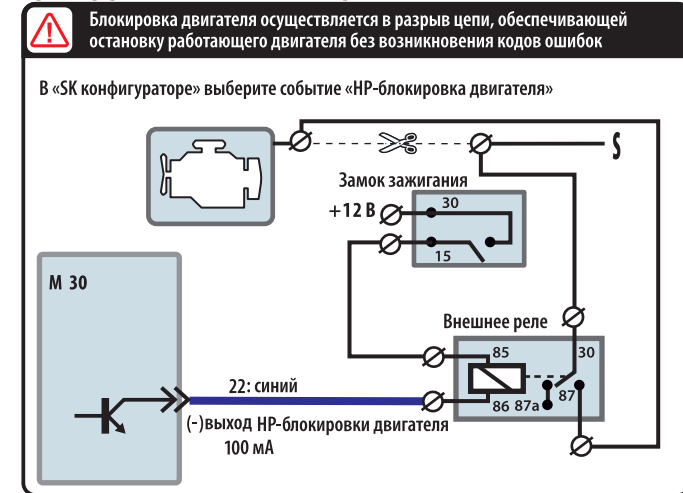 Блокировка двигателя осуществляется в разрыв цепи, обеспечивающей
остановку работающего двигателя без возникновения кодов ошибок
В «SK конфигураторе» выберите событие «НР-блокировка двигателя»
Замок зажигания
+12 В
30
15
М 30
Внешнее реле
85
30
22: синий
86
87а
87
(-)выход НР-блокировки двигателя
100 мА